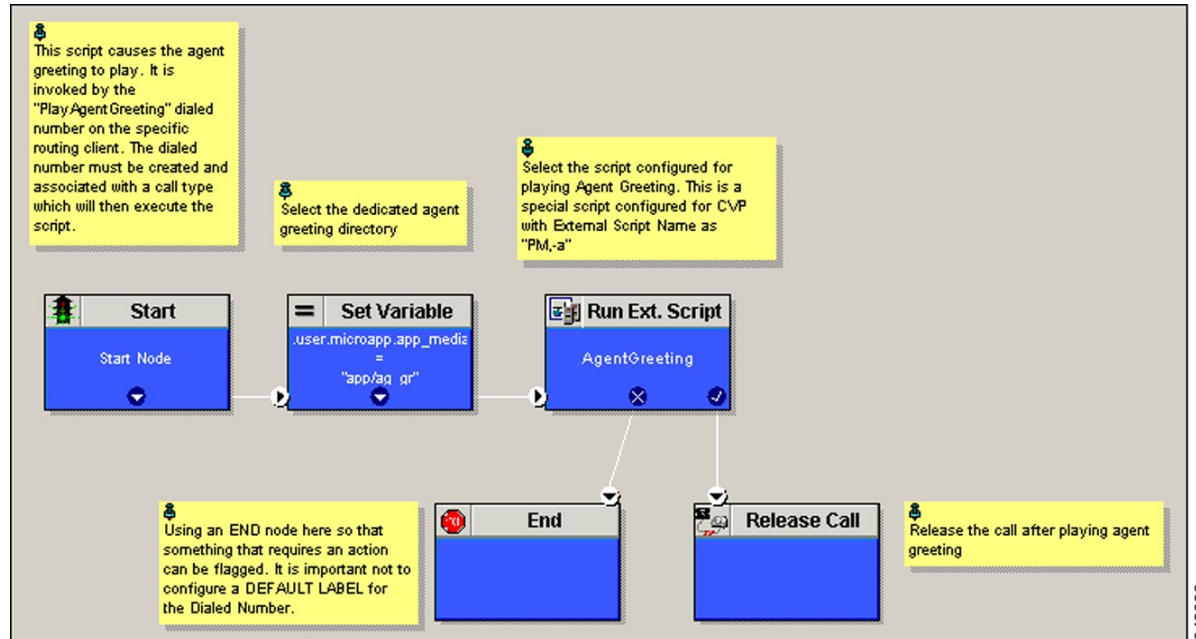 This script causes the agent
greeting to play. It is
invoked by the
"PlayAgentGreeting" dialed
number on the specific
routing client. The dialed
number must be created and
associated with a call type
which will then execute the
script.
Select the dedicated agent
greeting directory
Select the script configured for
playing Agent Greeting. This is a
special script configured for CVP
with External Script Name as
"PM,-a"
Start
Start Node
Set Variable
.user.microapp.app_media
=
"app/ag_gr"
Run Ext. Script
AgentGreeting
Using an END node here so that
something that requires an action
can be flagged. It is important not to
configure a DEFAULT LABEL for
the Dialed Number.
End
Release Call
Release the call after playing agent
greeting